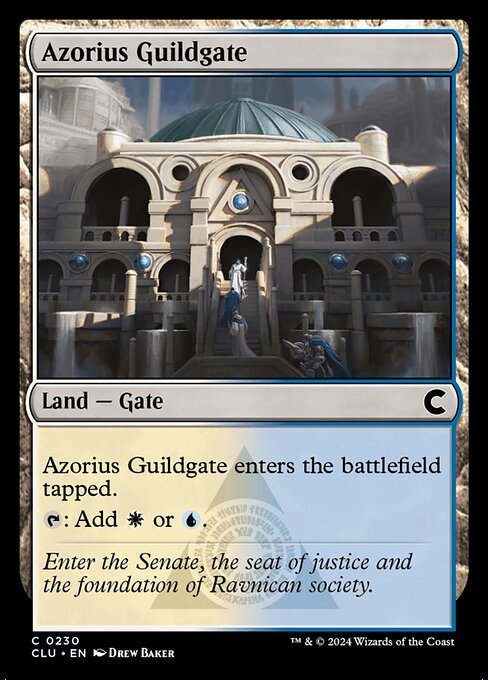 Azorius Guildgate
Land — Gate
Azorius Guildgate enters the battlefield
tapped.
: Add or .
Enter the Senate, the seat of justice and
the foundation of Ravnican society.
C 0230
CLU • EN Drew Baker
™ & © 2024 Wizards of the Coast